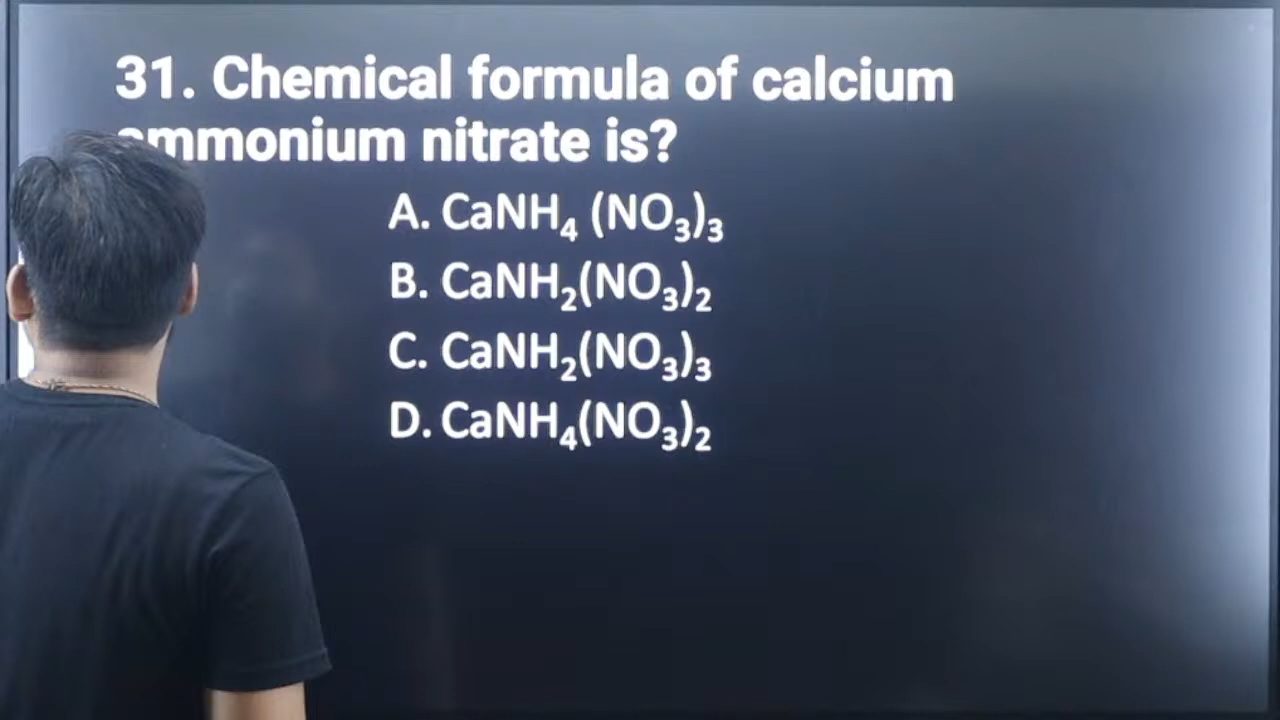 31. Chemical formula of calcium
ammonium nitrate is?
A. CaNH₄ (NO₃)₃
B. CaNH₂(NO₃)₂
C. CaNH₂(NO₃)₃
D. CaNH₄(NO₃)₂